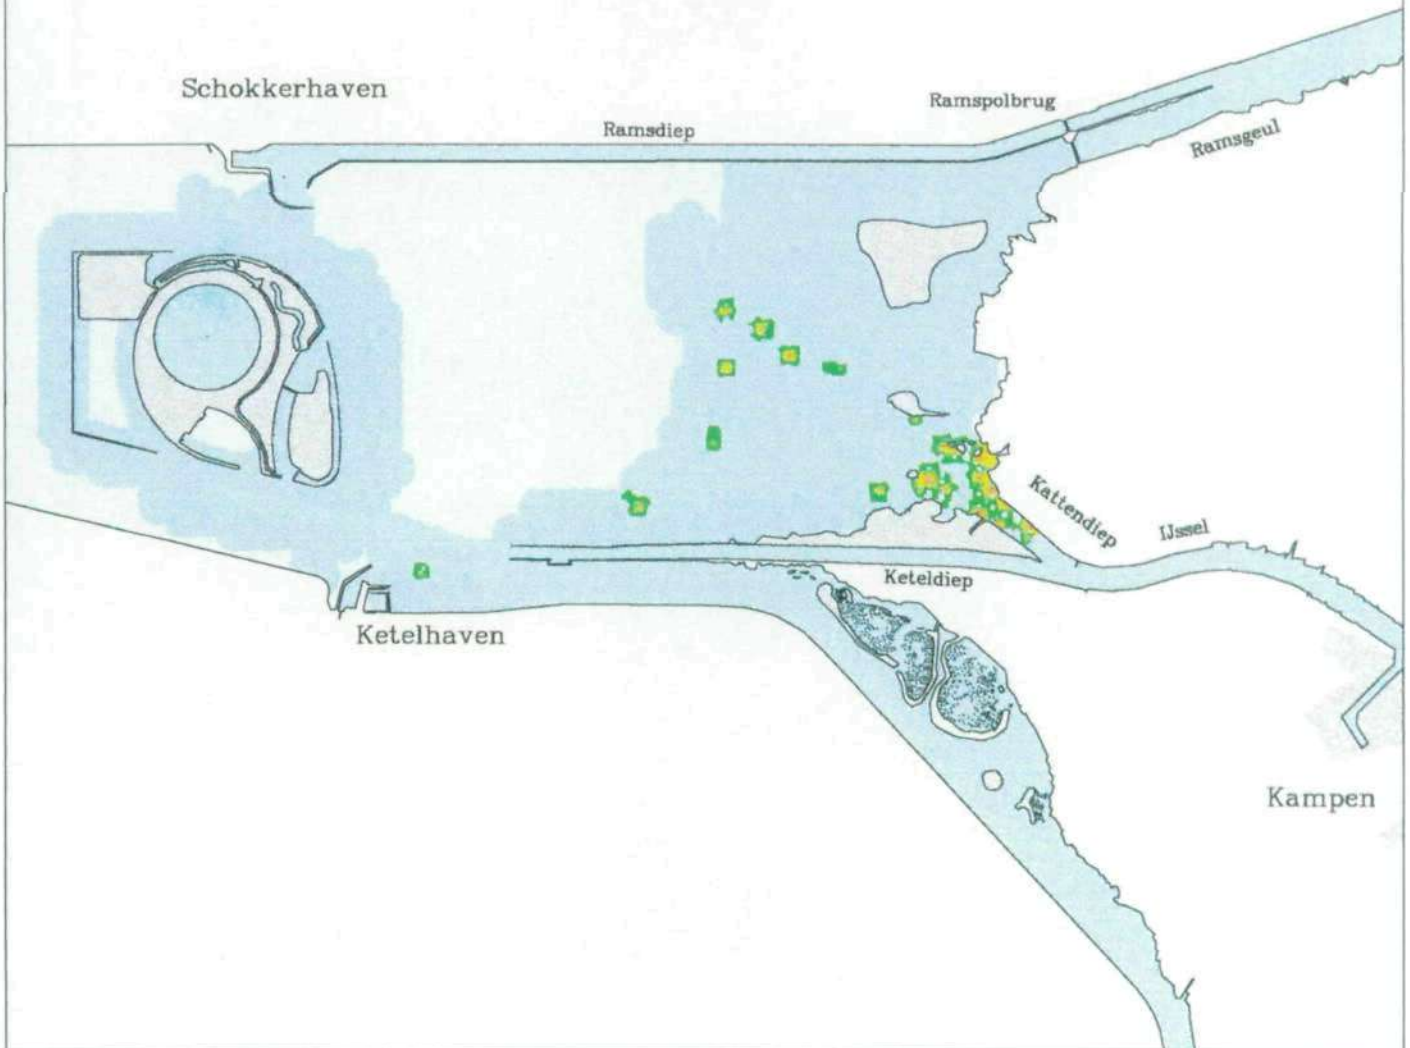 Schokkerhaven
Ramspolbrug
Ramsdiep
Ramsgeul
Kattendiep
IJssel
Keteldiep
Ketelhaven
Kampen